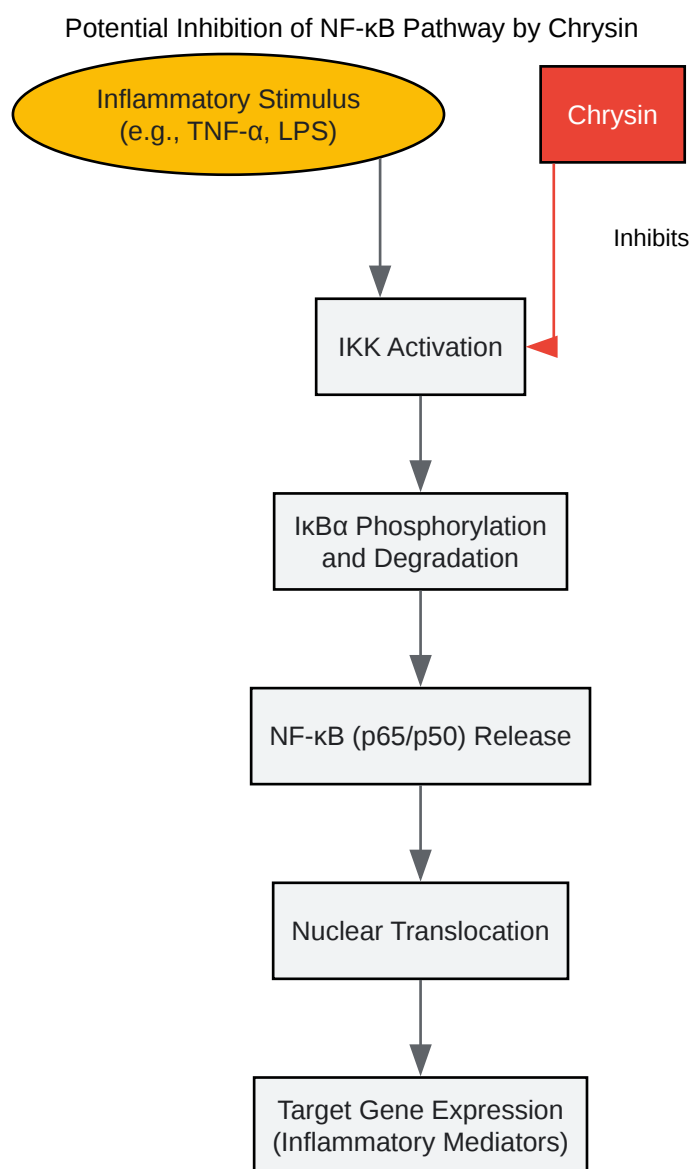 Potential Inhibition of NF-κB Pathway by Chrysin
Inflammatory Stimulus
(e.g., TNF-α, LPS)
Chrysin
Inhibits
IKK Activation
IκBα Phosphorylation
and Degradation
NF-κB (p65/p50) Release
Nuclear Translocation
Target Gene Expression
(Inflammatory Mediators)